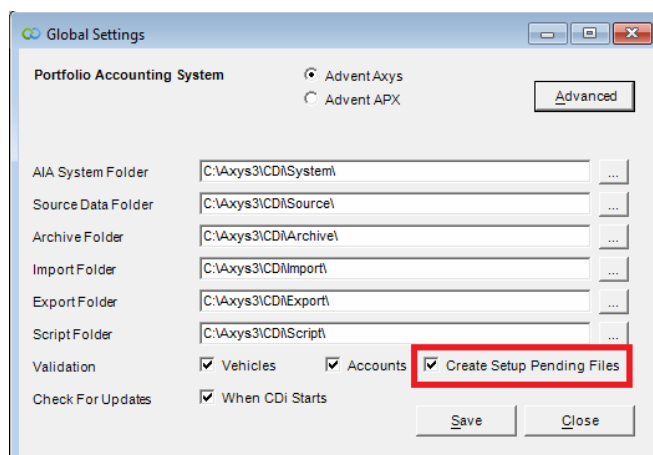 Global Settings
Portfolio Accounting System
Advent Axys
Advent APX
Advanced
AIA System Folder C:\Axys3\CDi\System\ ...
Source Data Folder C:\Axys3\CDi\Source\ ...
Archive Folder C:\Axys3\CDi\Archive\ ...
Import Folder C:\Axys3\CDi\Import\ ...
Export Folder C:\Axys3\CDi\Export\ ...
Script Folder C:\Axys3\CDi\Script\ ...
Validation Vehicles Accounts Create Setup Pending Files
Check For Updates When CDi Starts
Save Close